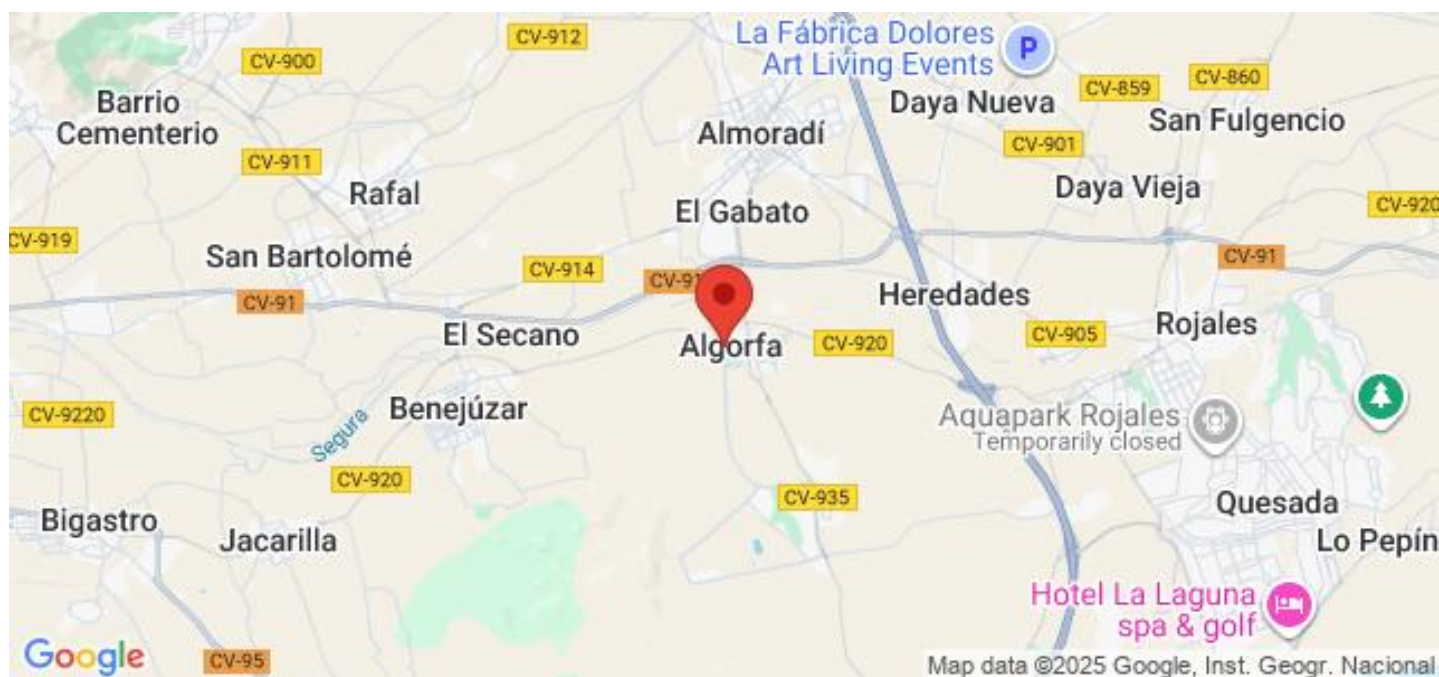 CV-912
La Fábrica Dolores
Art Living Events
P
CV-900
CV-859
CV-860
Barrio
Cementerio
Daya Nueva
San Fulgencio
Almoradí
CV-901
CV-911
Rafal
Daya Vieja
El Gabato
CV-920
CV-919
San Bartolomé
CV-914
CV-91
CV-91
CV-91
Heredades
El Secano
Algorfa
CV-920
CV-905
Rojales
CV-9220
Benejúzar
Segura
Aquapark Rojales
Temporarily closed
CV-920
CV-935
Quesada
Bigastro
Jacarilla
Lo Pepín
Hotel La Laguna
spa & golf
Google
CV-95
Map data ©2025 Google, Inst. Geogr. Nacional